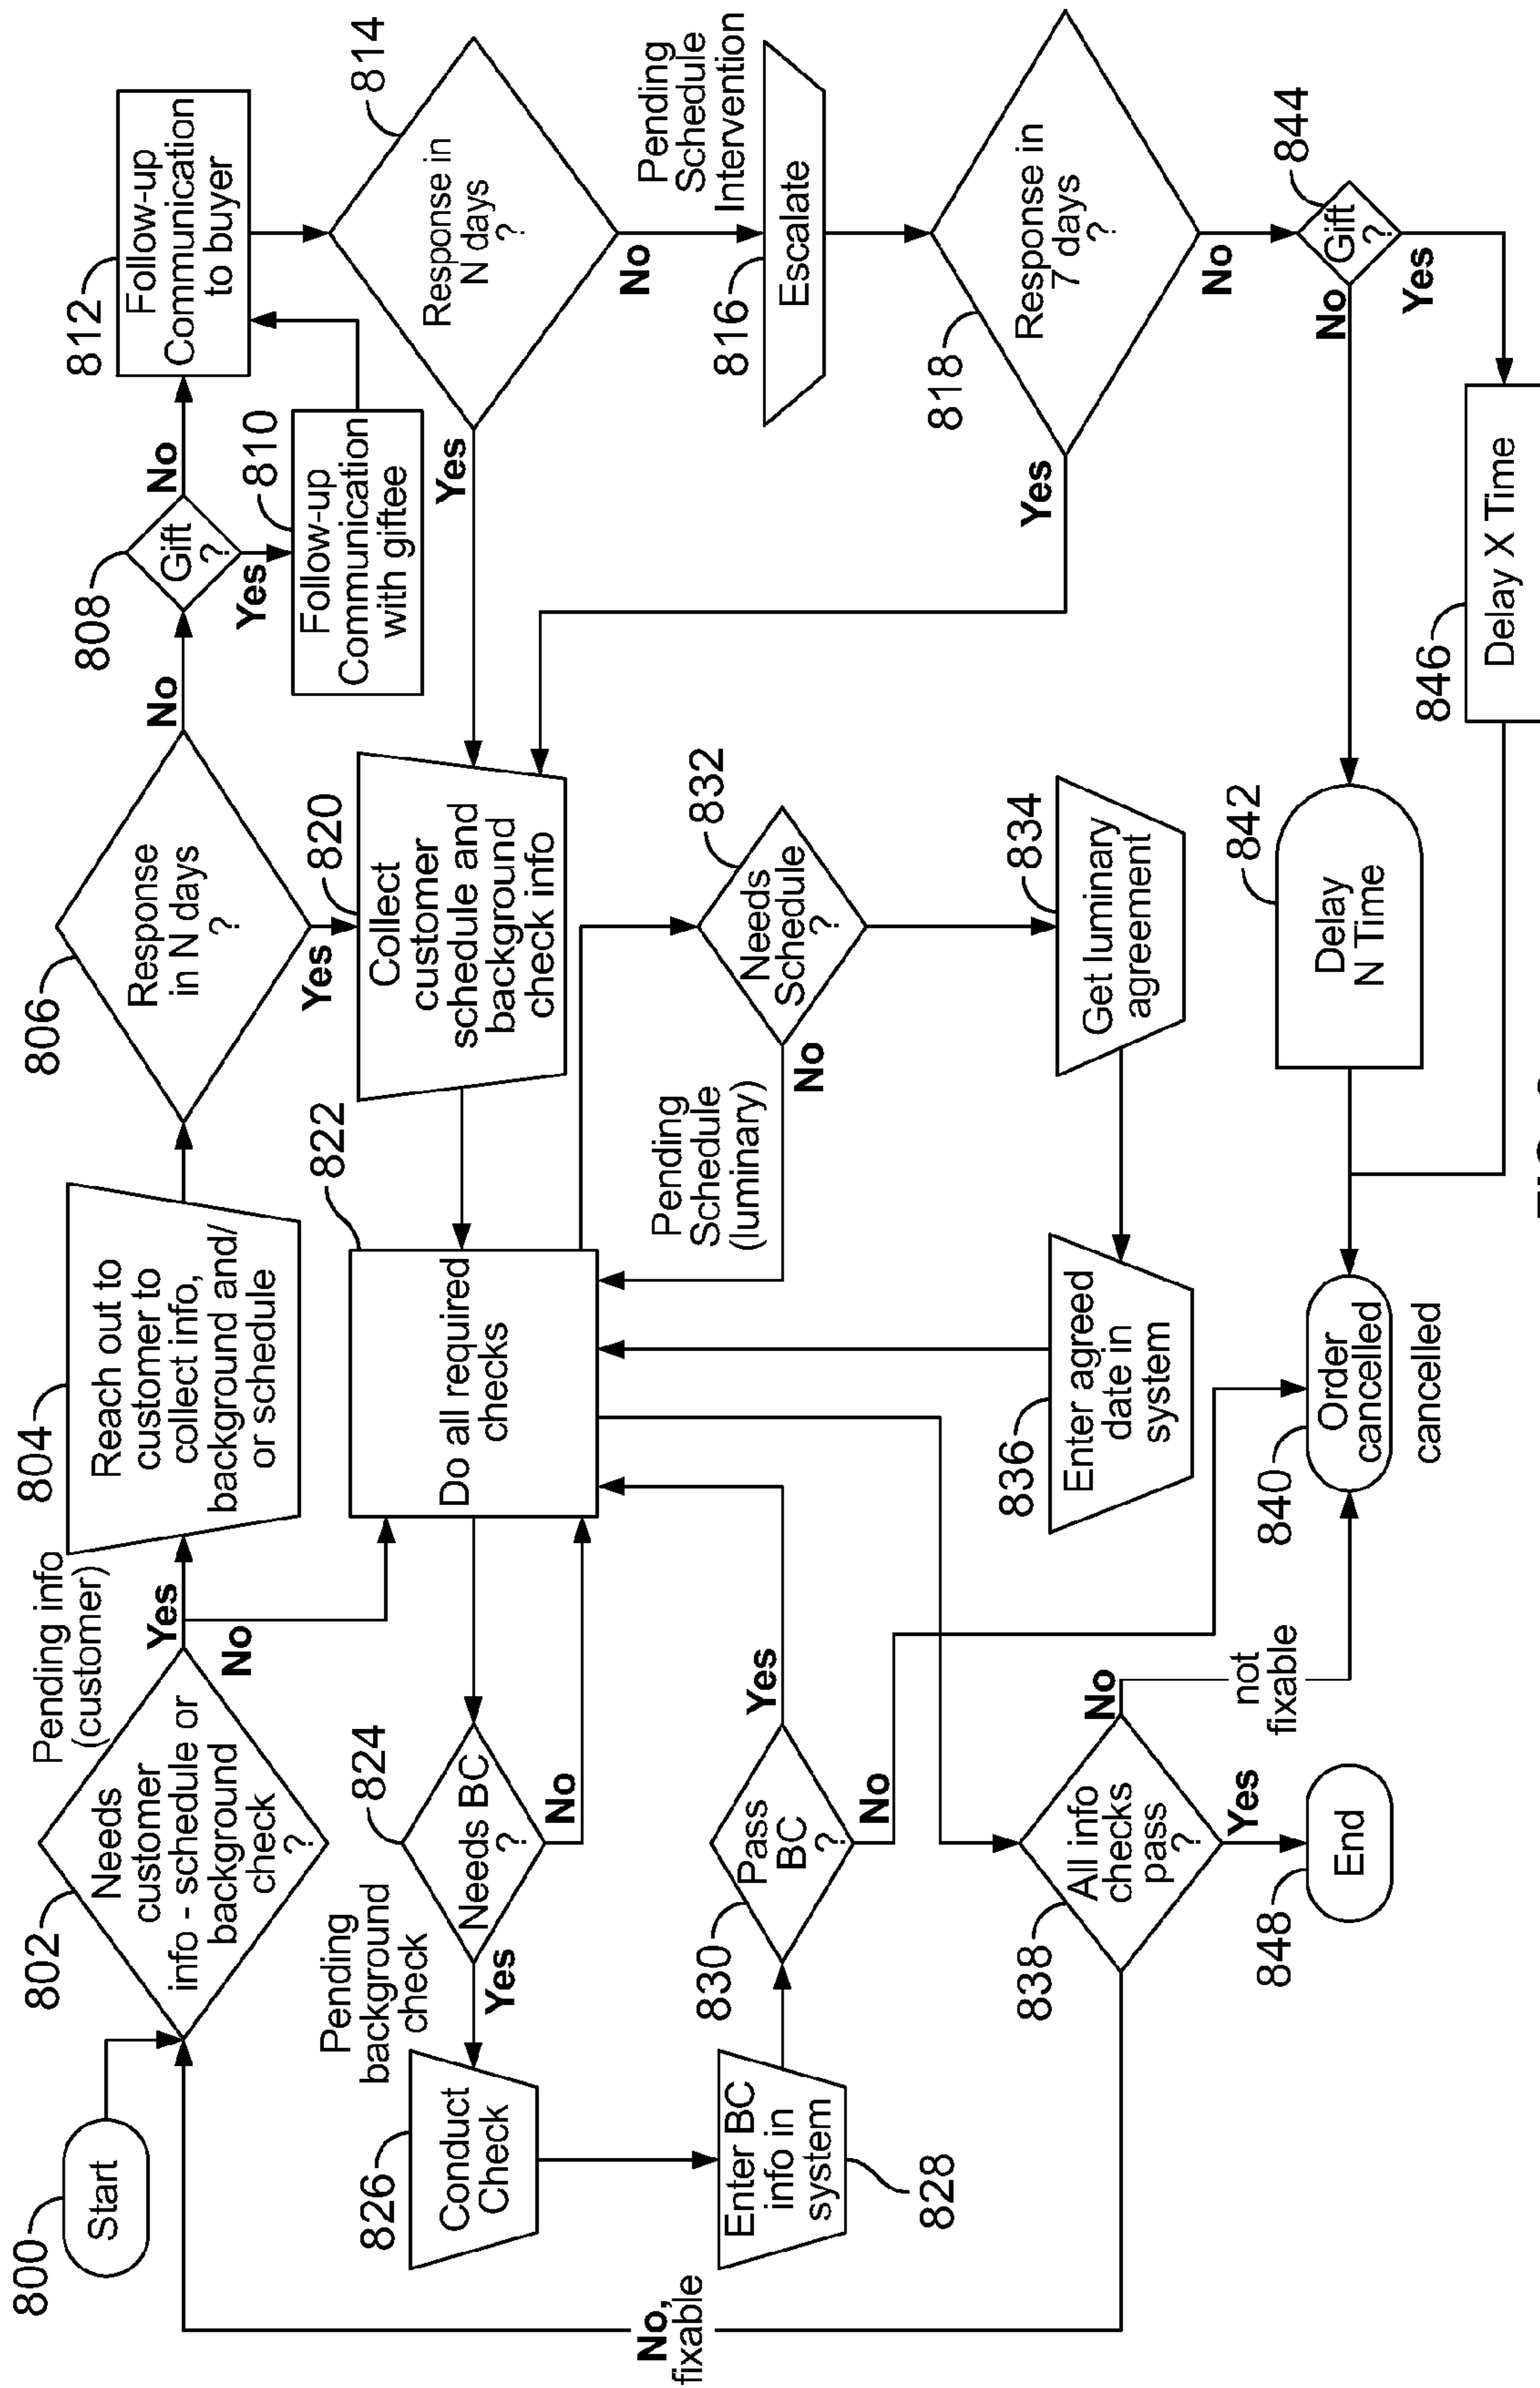 800
Start
802
Needs
customer
info - schedule or
background
check
?
Pending info
(customer)
Yes
No
804
Reach out to
customer to
collect info,
background and/
or schedule
806
Response
in N days
?
No
Yes
808
Gift
?
No
Yes
810
Follow-up
Communication
with giftee
812
Follow-up
Communication
to buyer
814
Response in
N days
?
Yes
No
Pending
Schedule
Intervention
816
Escalate
818
Response in
7 days
?
Yes
No
820
Collect
customer
schedule and
background
check info
822
Do all required
checks
824
Needs BC
?
No
Yes
Pending
background
check
826
Conduct
Check
828
Enter BC
info in
system
830
Pass
BC
?
Yes
No
832
Needs
Schedule
?
No
Pending
Schedule
(luminary)
834
Get luminary
agreement
836
Enter agreed
date in
system
838
All info
checks
pass
?
No
not
fixable
Yes
No,
fixable
848
End
840
Order
cancelled
cancelled
842
Delay
N Time
844
Gift
?
No
Yes
846
Delay X Time